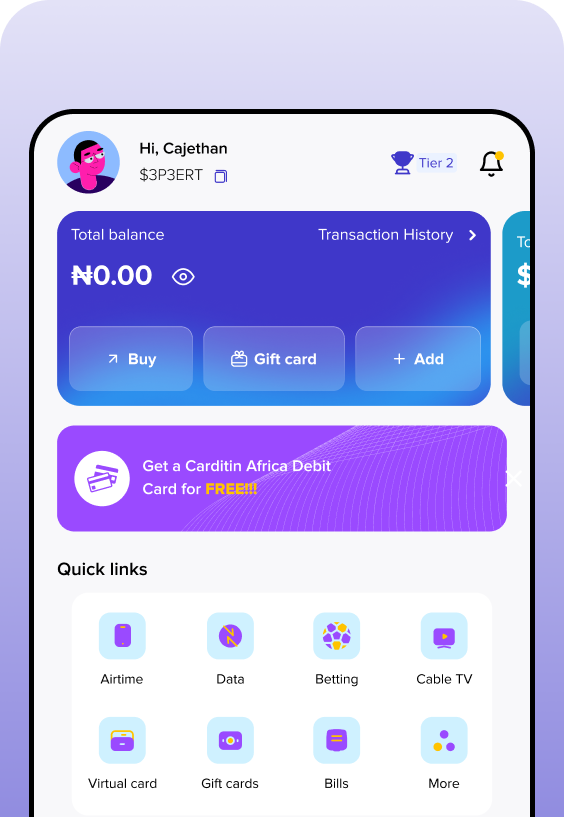 Hi, Cajethan
$3P3ERT
Tier 2
Total balance
Transaction History
₦0.00
Buy
Gift card
Add
Get a Carditin Africa Debit
Card for FREE!!!
Quick links
Airtime
Data
Betting
Cable TV
Virtual card
Gift cards
Bills
More